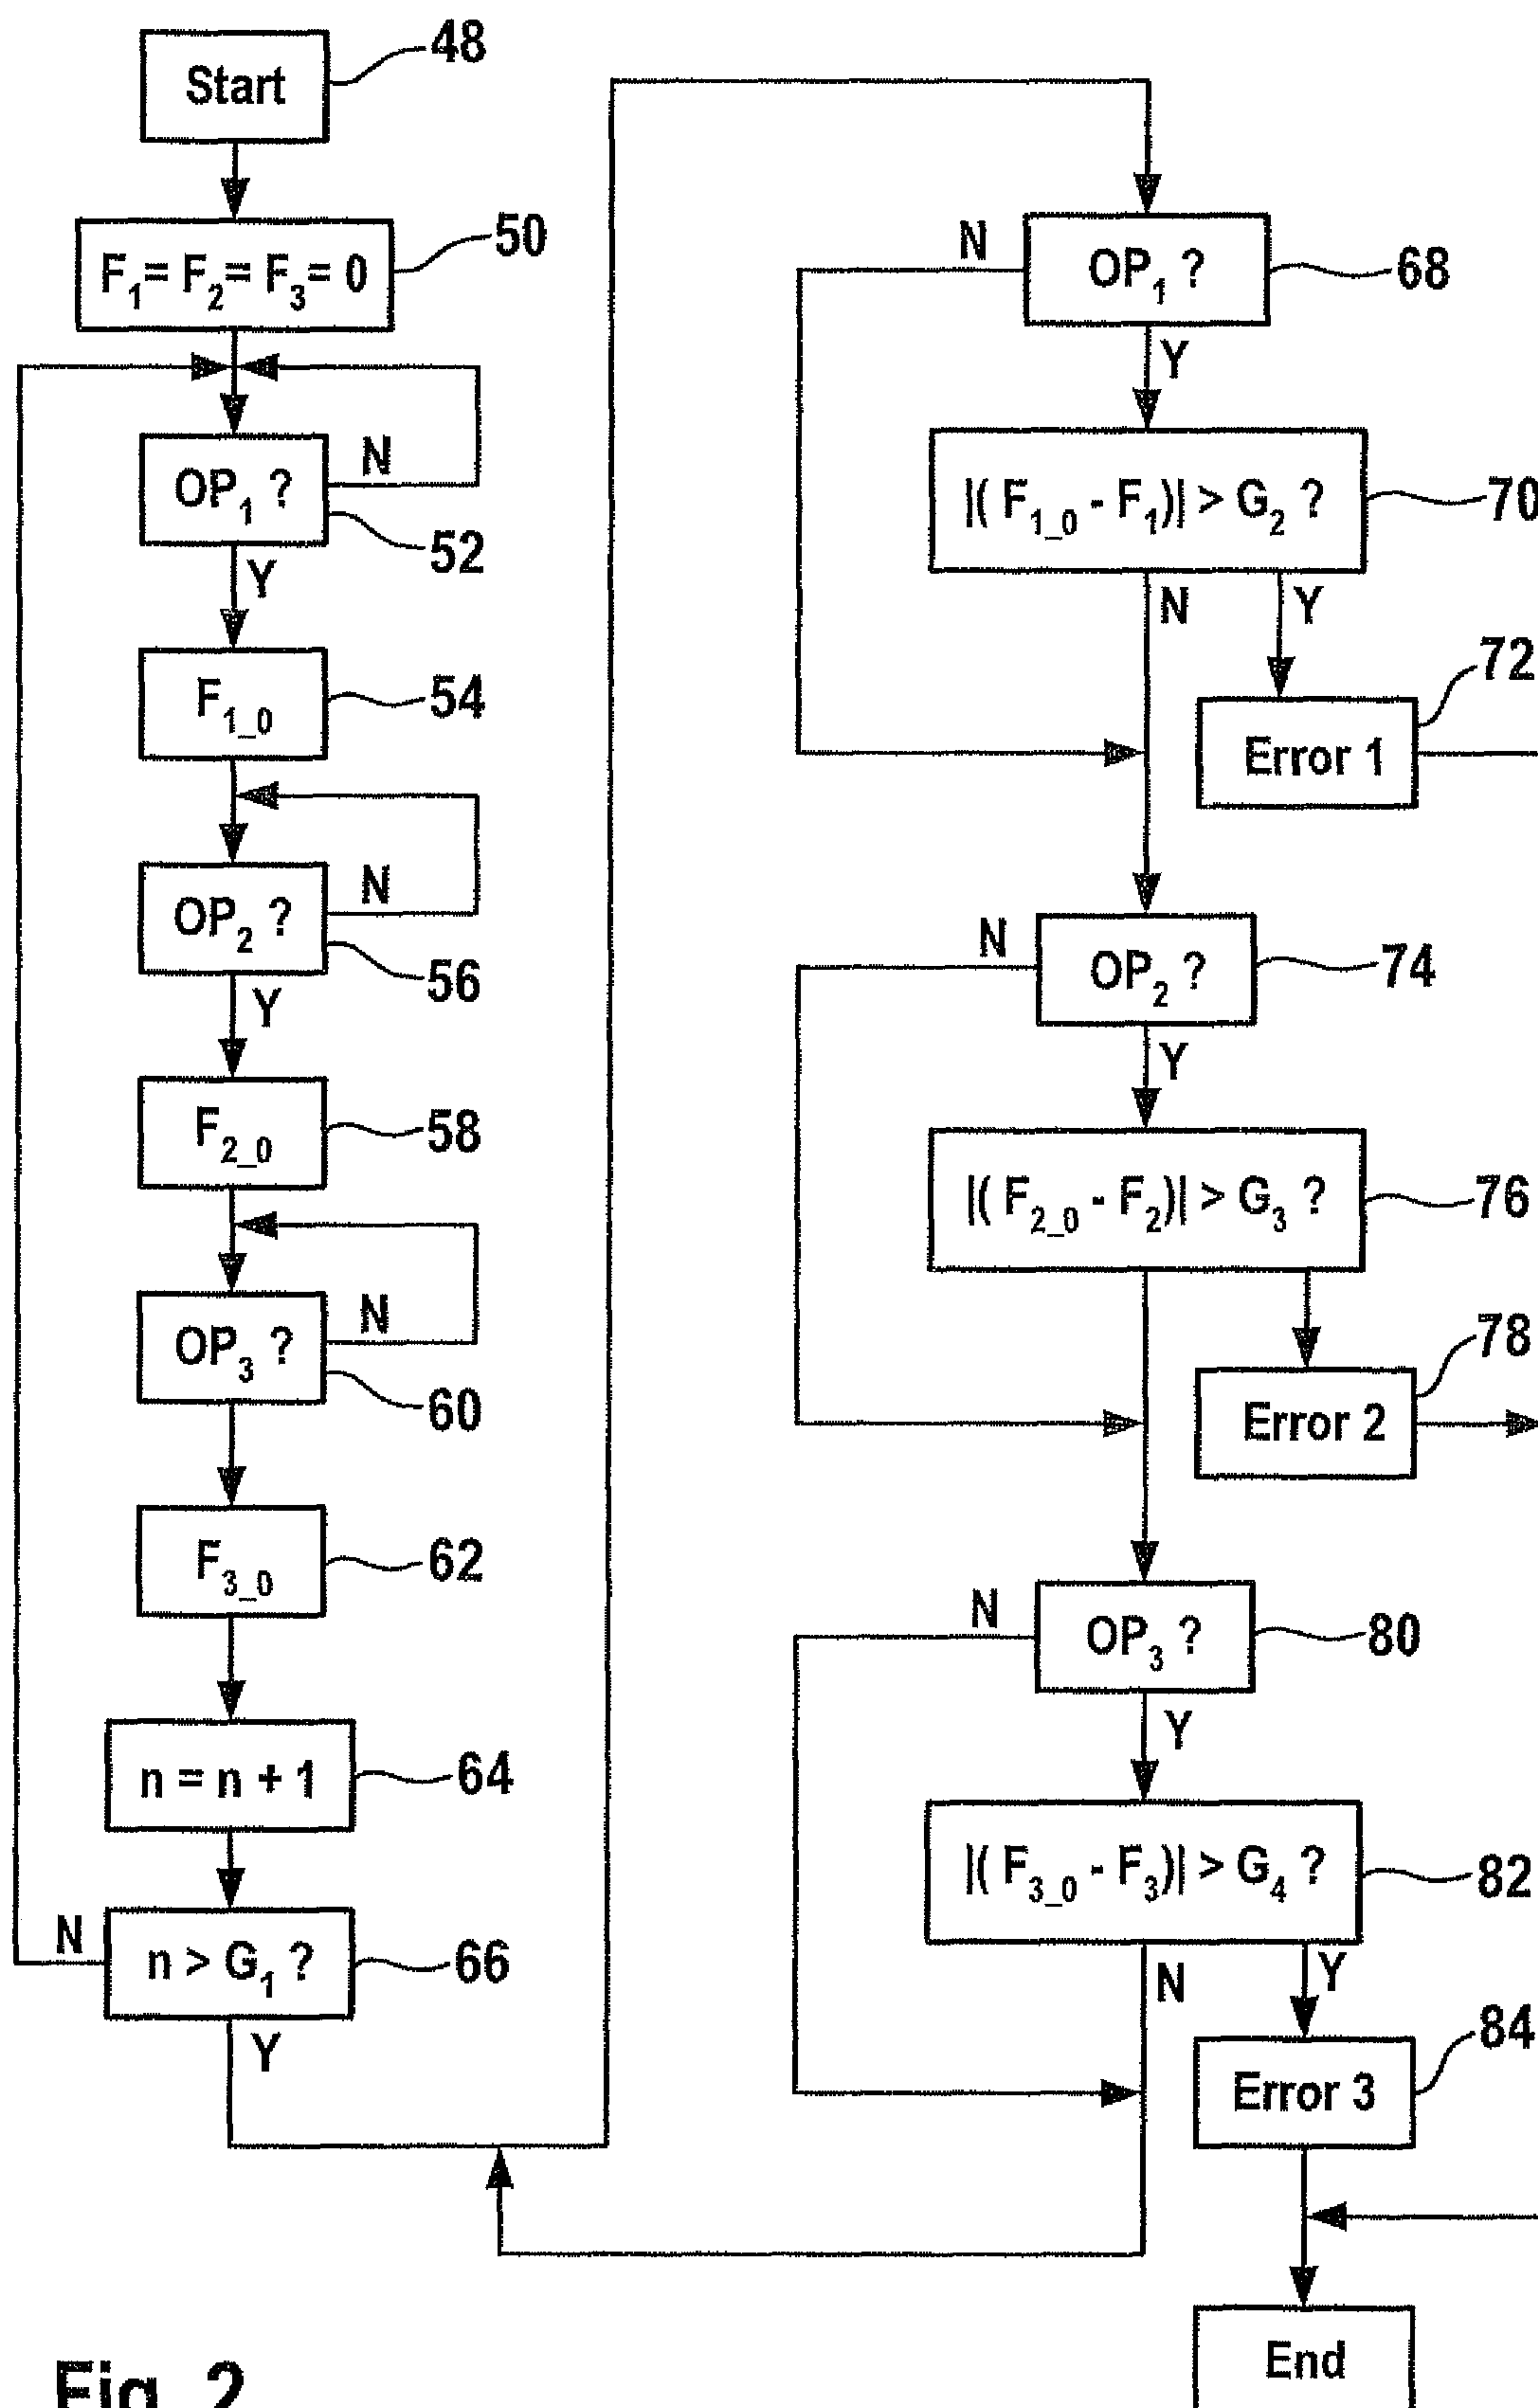 Start
48
F1 = F2 = F3 = 0
50
OP1 ?
N
52
Y
F1_0
54
OP2 ?
N
56
Y
F2_0
58
OP3 ?
N
60
F3_0
62
n = n + 1
64
N
n > G1 ?
66
Y
N
OP1 ?
68
Y
|( F1_0 - F1)| > G2 ?
70
N
Y
72
Error 1
N
OP2 ?
74
Y
|( F2_0 - F2)| > G3 ?
76
78
Error 2
N
OP3 ?
80
Y
|( F3_0 - F3)| > G4 ?
82
N
Y
84
Error 3
End
Fig. 2